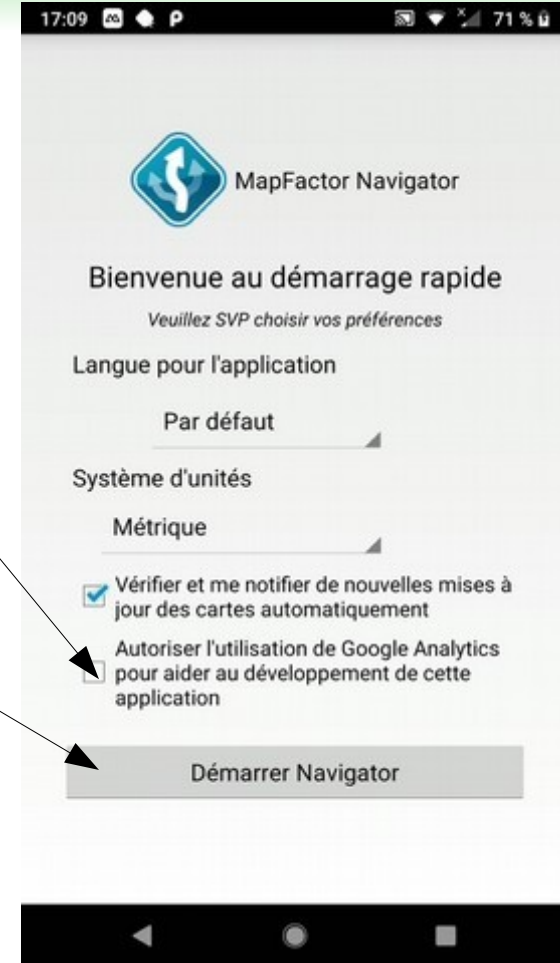 17:09 71 %
MapFactor Navigator
Bienvenue au démarrage rapide
Veuillez SVP choisir vos préférences
Langue pour l'application
Par défaut
Système d'unités
Métrique
Vérifier et me notifier de nouvelles mises à
jour des cartes automatiquement
Autoriser l'utilisation de Google Analytics
pour aider au développement de cette
application
Démarrer Navigator